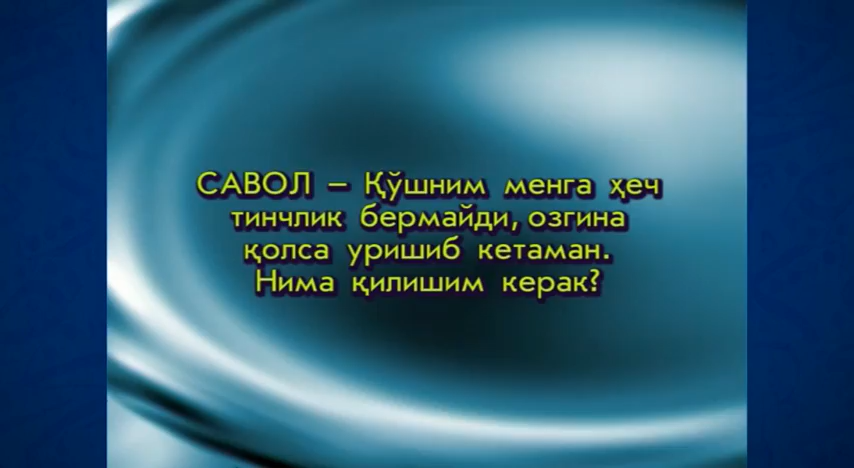 САВОЛ – Қўшним менга ҳеч
тинчлик бермайди, озгина
қолса уришиб кетаман.
Нима қилишим керак?